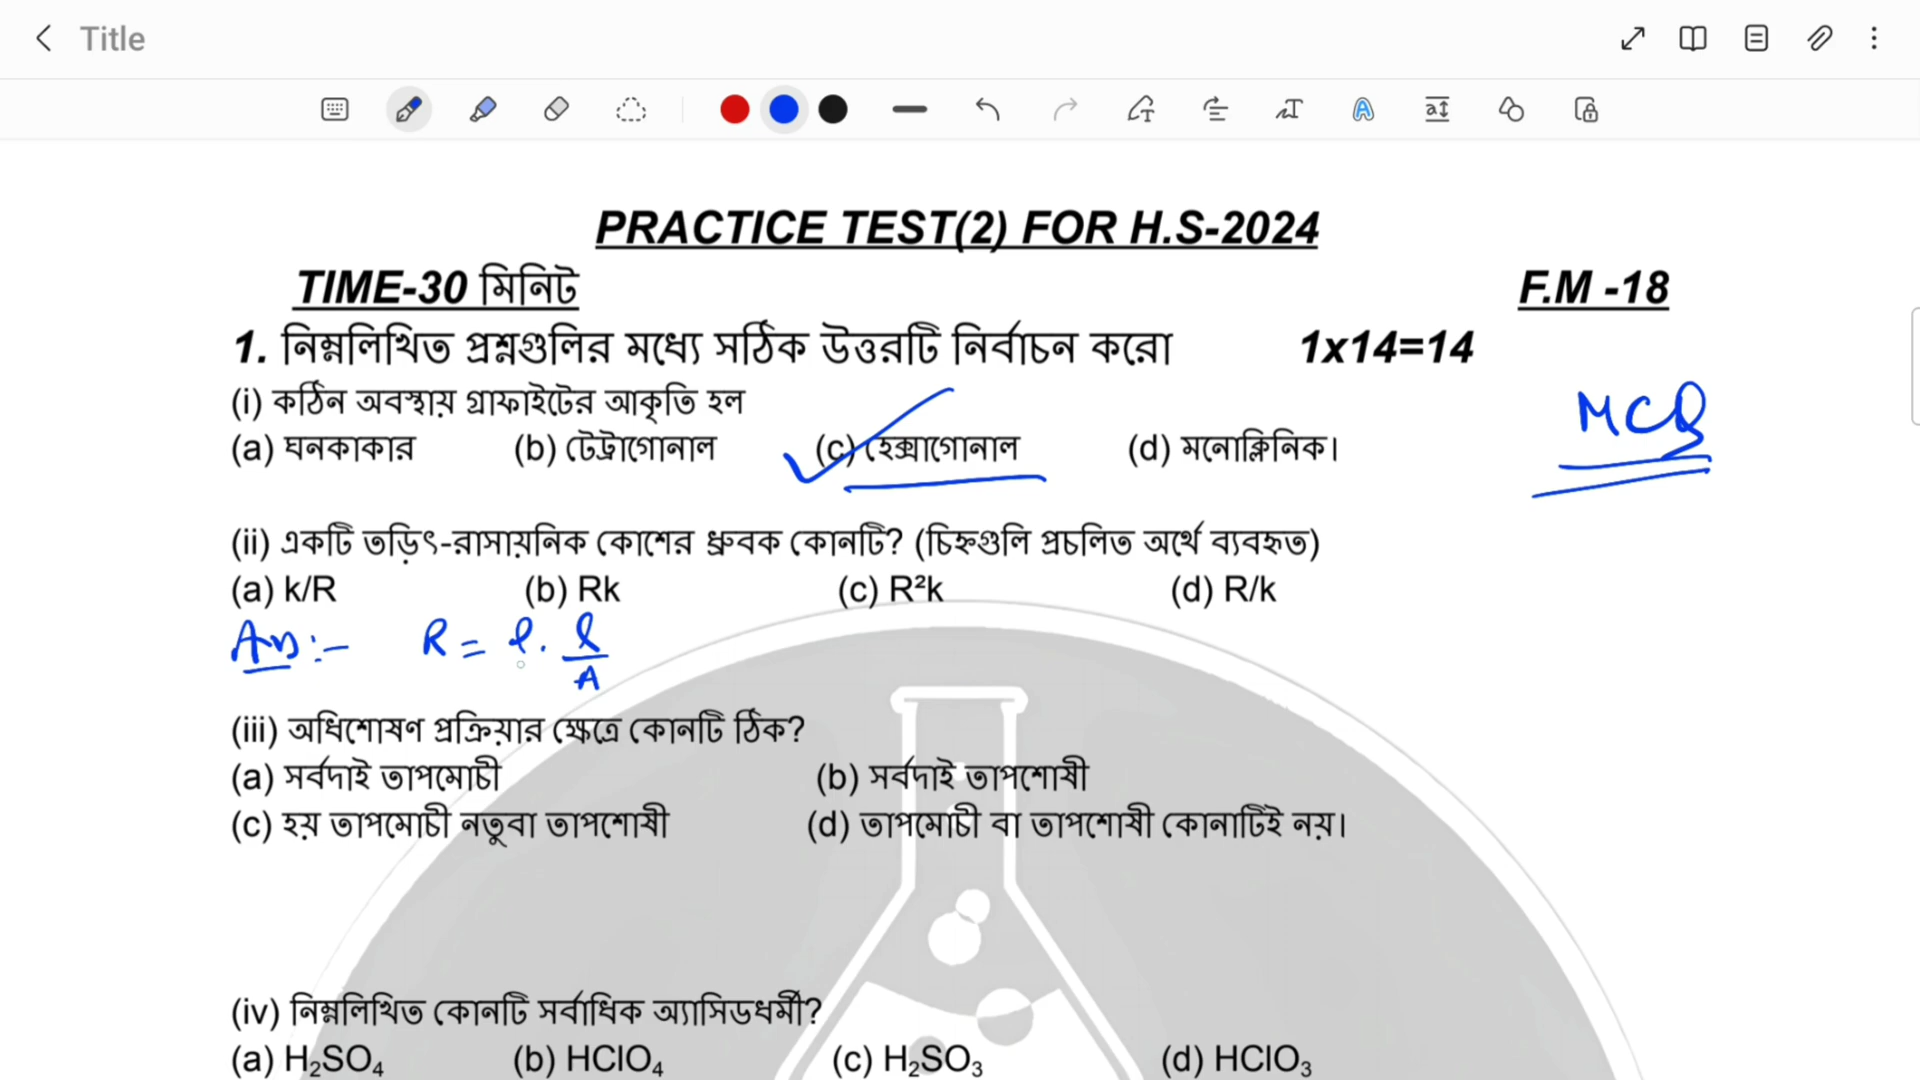 Title
PRACTICE TEST(2) FOR H.S-2024
TIME-30 মিনিট F.M -18
1. নিম্নলিখিত প্রশ্নগুলির মধ্যে সঠিক উত্তরটি নির্বাচন করো 1x14=14
(i) কঠিন অবস্থায় গ্রাফাইটের আকৃতি হল
MCQ
(a) ঘনকাকার (b) টেট্রাগোনাল (c) হেক্সাগোনাল (d) মনোক্লিনিক।
(ii) একটি তড়িৎ-রাসায়নিক কোশের ধ্রুবক কোনটি? (চিহ্নগুলি প্রচলিত অর্থে ব্যবহৃত)
(a) k/R (b) Rk (c) R²k (d) R/k
Ans:- R = ρ. l/A
(iii) অধিশোষণ প্রক্রিয়ার ক্ষেত্রে কোনটি ঠিক?
(a) সর্বদাই তাপমোচী (b) সর্বদাই তাপশোষী
(c) হয় তাপমোচী নতুবা তাপশোষী (d) তাপমোচী বা তাপশোষী কোনাটিই নয়।
(iv) নিম্নলিখিত কোনটি সর্বাধিক অ্যাসিডধর্মী?
(a) H₂SO₄ (b) HClO₄ (c) H₂SO₃ (d) HClO₃